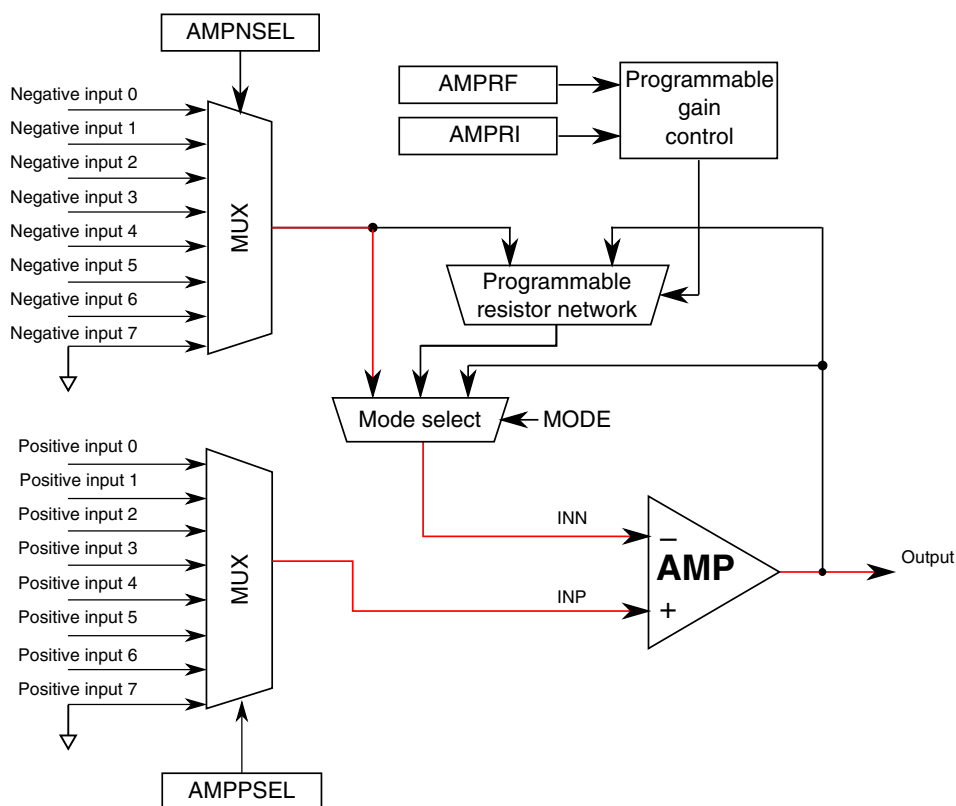 AMPNSEL
Negative input 0
Negative input 1
Negative input 2
Negative input 3
Negative input 4
Negative input 5
Negative input 6
Negative input 7
MUX
AMPRF
AMPRI
Programmable
gain
control
Programmable
resistor network
Mode select
MODE
Positive input 0
Positive input 1
Positive input 2
Positive input 3
Positive input 4
Positive input 5
Positive input 6
Positive input 7
MUX
INN
INP
−
AMP
+
Output
AMPPSEL